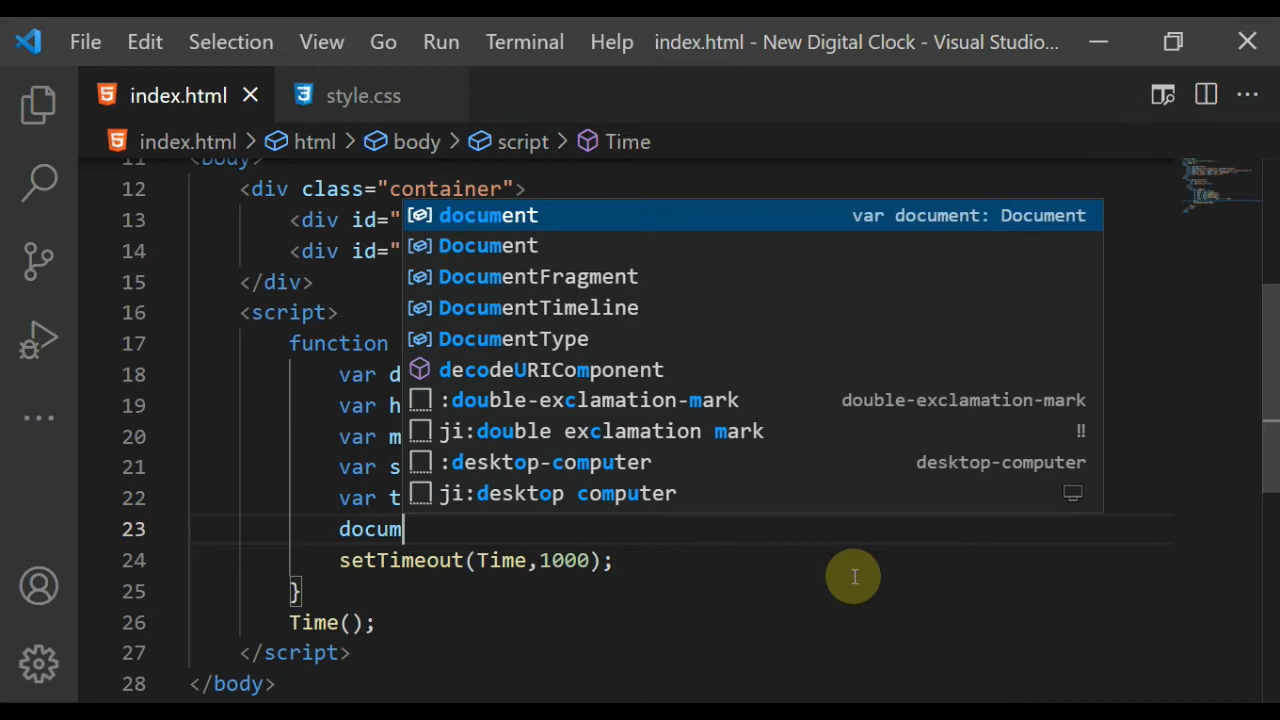 File Edit Selection View Go Run Terminal Help index.html - New Digital Clock - Visual Studio...
index.html style.css
index.html > html > body > script > Time
11 <body>
12 <div class="container">
13 <div id="
14 <div id="
15 </div>
16 <script>
17 function
18 var d
19 var h
20 var m
21 var s
22 var t
23 docum
24 setTimeout(Time,1000);
25 }
26 Time();
27 </script>
28 </body>
document var document: Document
Document
DocumentFragment
DocumentTimeline
DocumentType
decodeURIComponent
:double-exclamation-mark double-exclamation-mark
ji:double exclamation mark ‼
:desktop-computer desktop-computer
ji:desktop computer